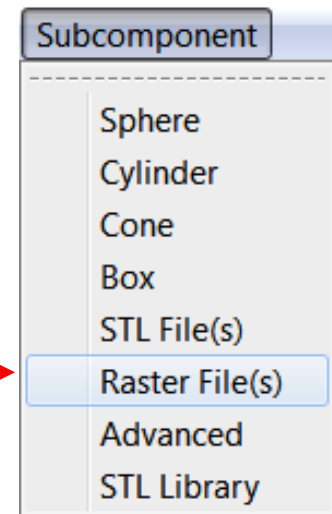 Subcomponent
Sphere
Cylinder
Cone
Box
STL File(s)
Raster File(s)
Advanced
STL Library